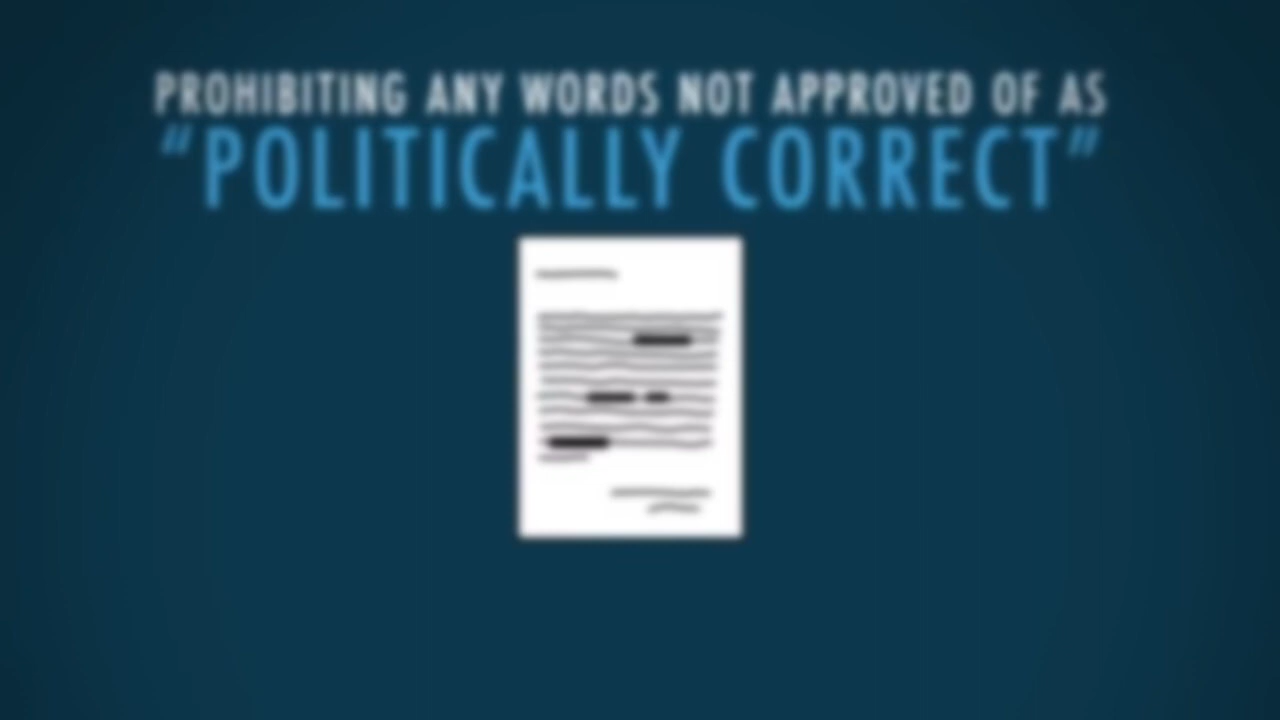 PROHIBITING ANY WORDS NOT APPROVED OF AS
“POLITICALLY CORRECT”